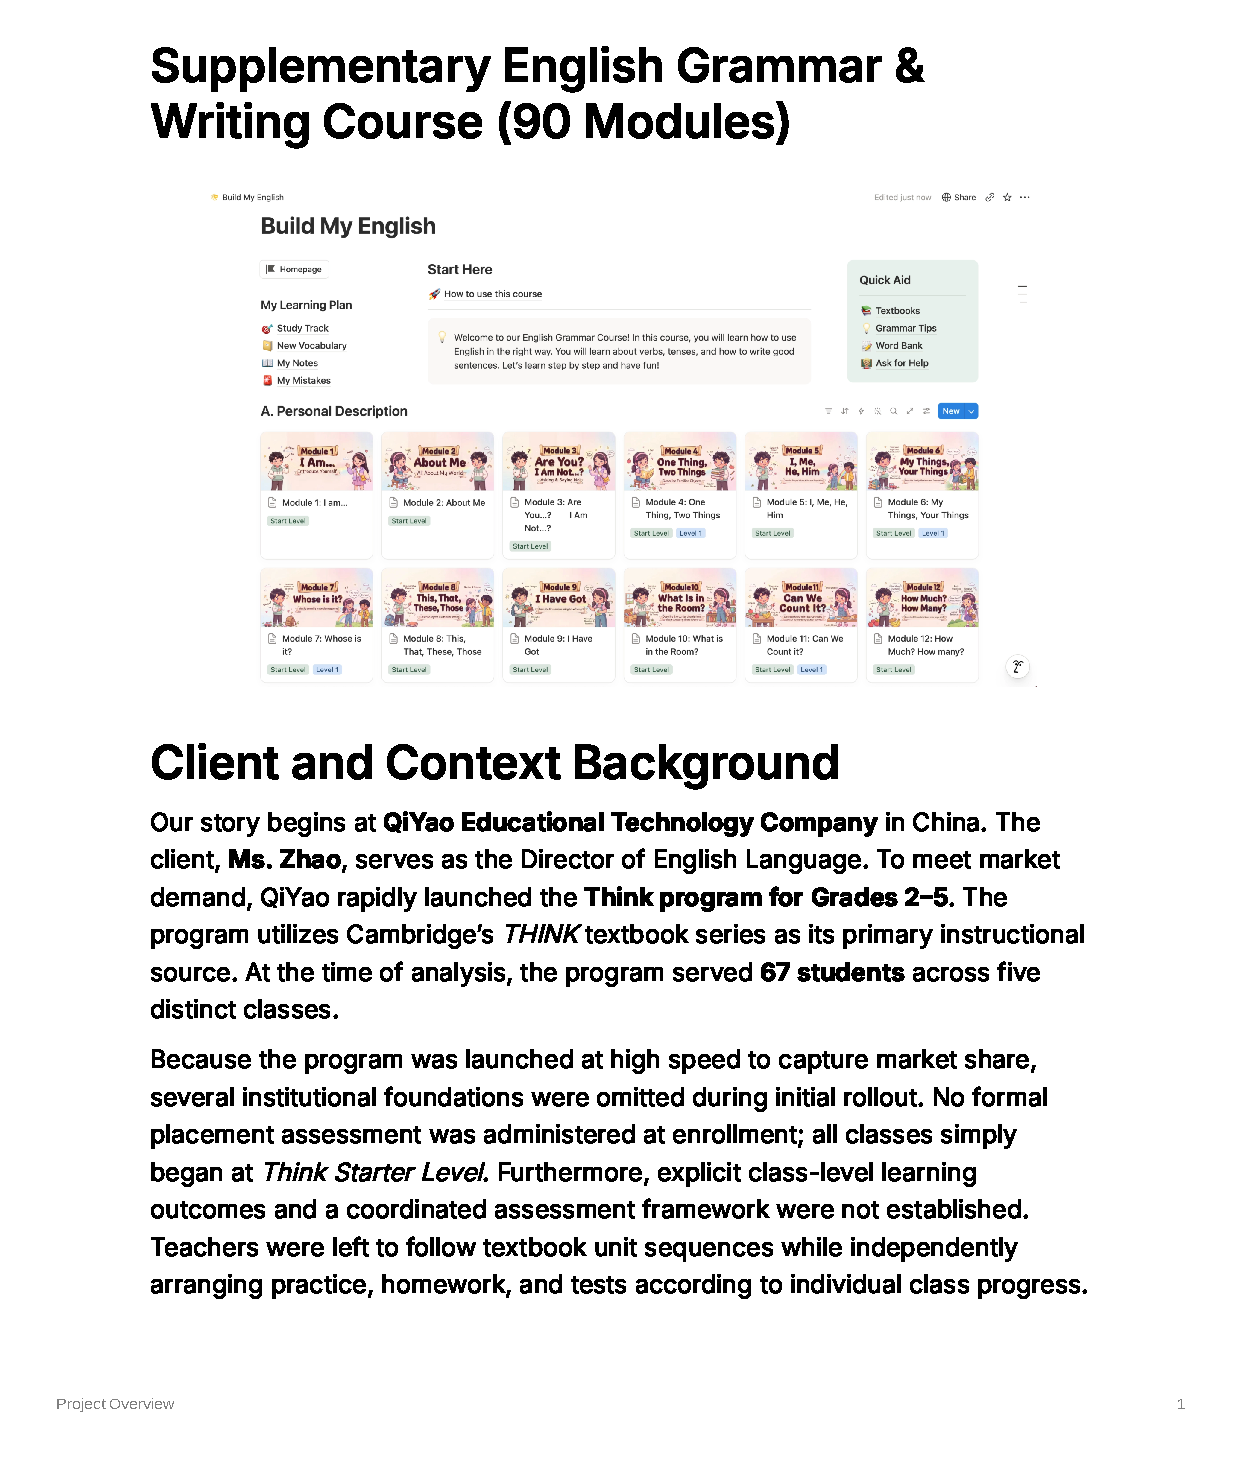 Supplementary English Grammar &
Writing Course (90 Modules)
Build My English
Edited just now
Share
Build My English
Homepage
My Learning Plan
Study Track
New Vocabulary
My Notes
My Mistakes
Start Here
How to use this course
Welcome to our English Grammar Course! In this course, you will learn how to use
English in the right way. You will learn about verbs, tenses, and how to write good
sentences. Let's learn step by step and have fun!
Quick Aid
Textbooks
Grammar Tips
Word Bank
Ask for Help
A. Personal Description
New
Module 1
I Am...
Module 1: I am...
Start Level
Module 2
About Me
Module 2: About Me
Start Level
Module 3
Are You?
I Am Not...?
Module 3: Are
You...? I Am
Not...?
Start Level
Module 4
One Thing,
Two Things
Module 4: One
Thing, Two Things
Start Level Level 1
Module 5
I, Me,
He, Him
Module 5: I, Me, He,
Him
Start Level
Module 6
My Things,
Your Things
Module 6: My
Things, Your Things
Start Level Level 1
Module 7
Whose is it?
Module 7: Whose is
it?
Start Level Level 1
Module 8
This, That,
These, Those
Module 8: This,
That, These, Those
Start Level
Module 9
I Have Got
Module 9: I Have
Got
Start Level
Module 10
What Is in
the Room?
Module 10: What is
in the Room?
Start Level
Module 11
Can We
Count It?
Module 11: Can We
Count it?
Start Level Level 1
Module 12
How Much?
How Many?
Module 12: How
Much? How many?
Start Level
Client and Context Background
Our story begins at QiYao Educational Technology Company in China. The
client, Ms. Zhao, serves as the Director of English Language. To meet market
demand, QiYao rapidly launched the Think program for Grades 2–5. The
program utilizes Cambridge's THINK textbook series as its primary instructional
source. At the time of analysis, the program served 67 students across five
distinct classes.
Because the program was launched at high speed to capture market share,
several institutional foundations were omitted during initial rollout. No formal
placement assessment was administered at enrollment; all classes simply
began at Think Starter Level. Furthermore, explicit class-level learning
outcomes and a coordinated assessment framework were not established.
Teachers were left to follow textbook unit sequences while independently
arranging practice, homework, and tests according to individual class progress.
Project Overview
1